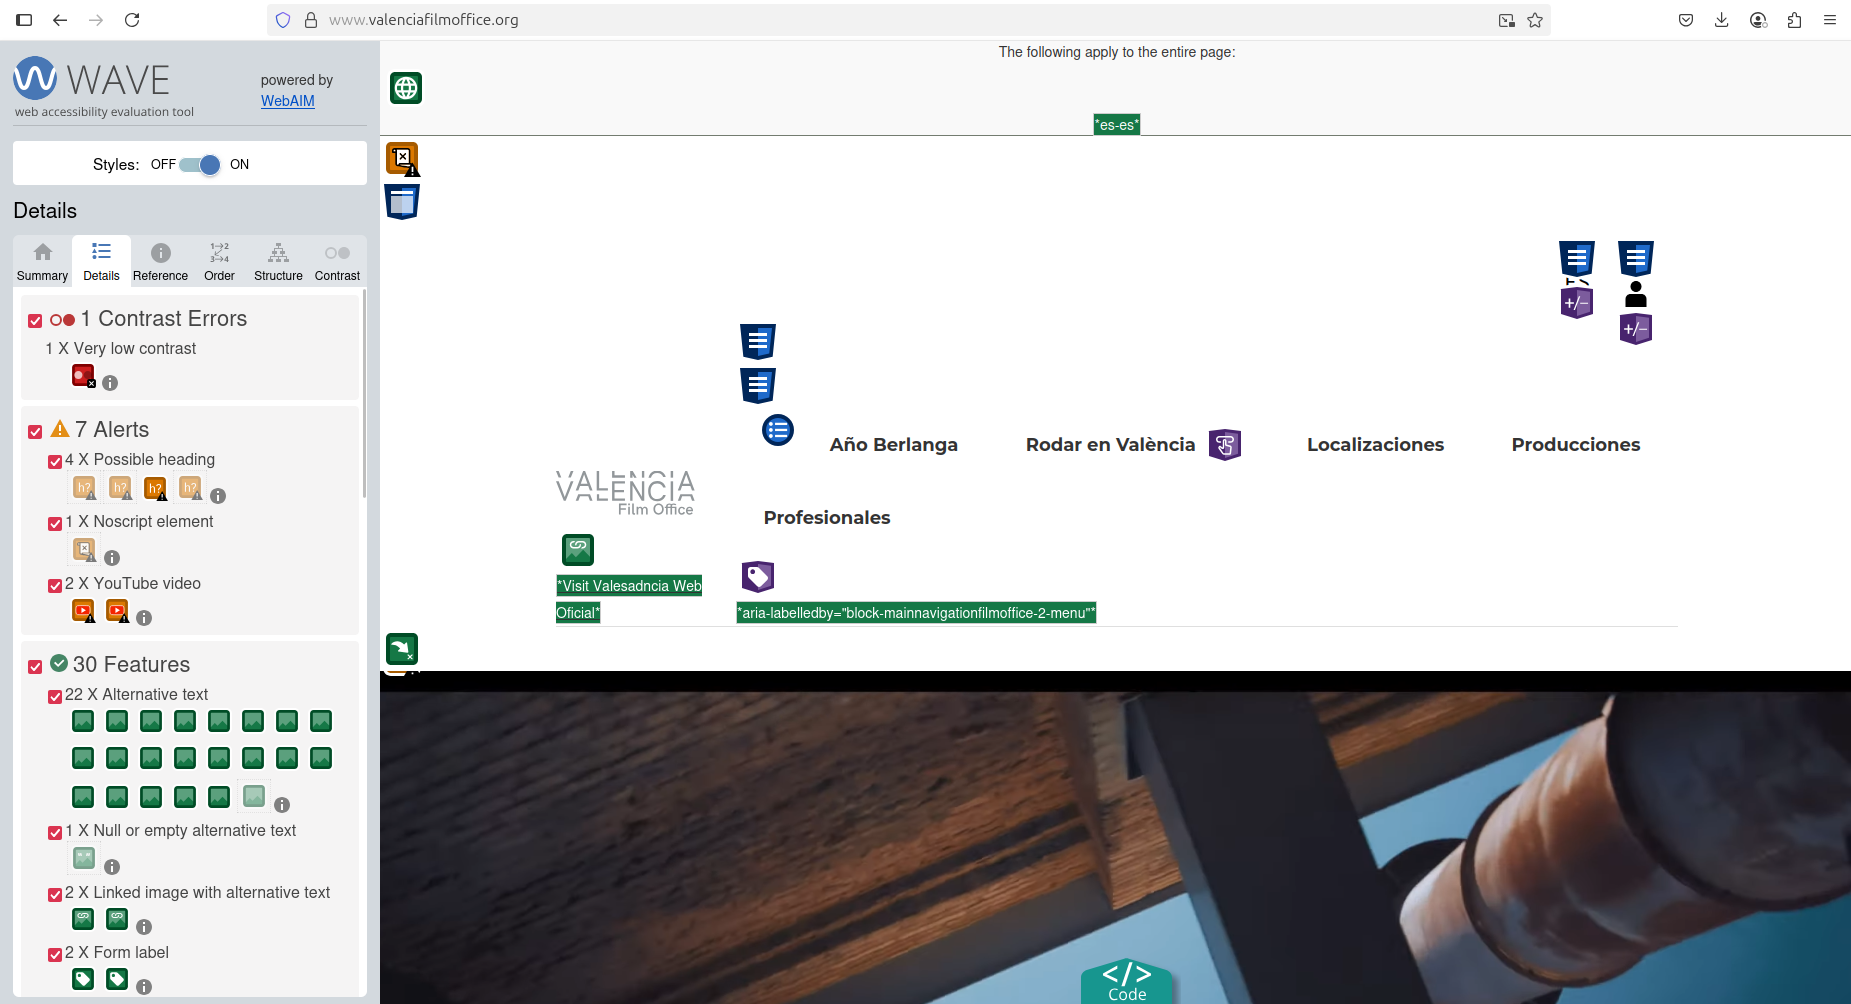 www.valenciafilmoffice.org
WAVE
web accessibility evaluation tool
powered by
WebAIM
Styles: OFF ON
Details
Summary Details Reference Order Structure Contrast
1 Contrast Errors
1 X Very low contrast
7 Alerts
4 X Possible heading
h? h? h? h?
1 X Noscript element
2 X YouTube video
30 Features
22 X Alternative text
1 X Null or empty alternative text
2 X Linked image with alternative text
2 X Form label
The following apply to the entire page:
*es-es*
+/-
+/-
Año Berlanga Rodar en València Localizaciones Producciones
VALENCIA
VALENCIA
Film Office
Profesionales
*Visit Valesadncia Web
Oficial*
*aria-labelledby="block-mainnavigationfilmoffice-2-menu"*
</>
Code